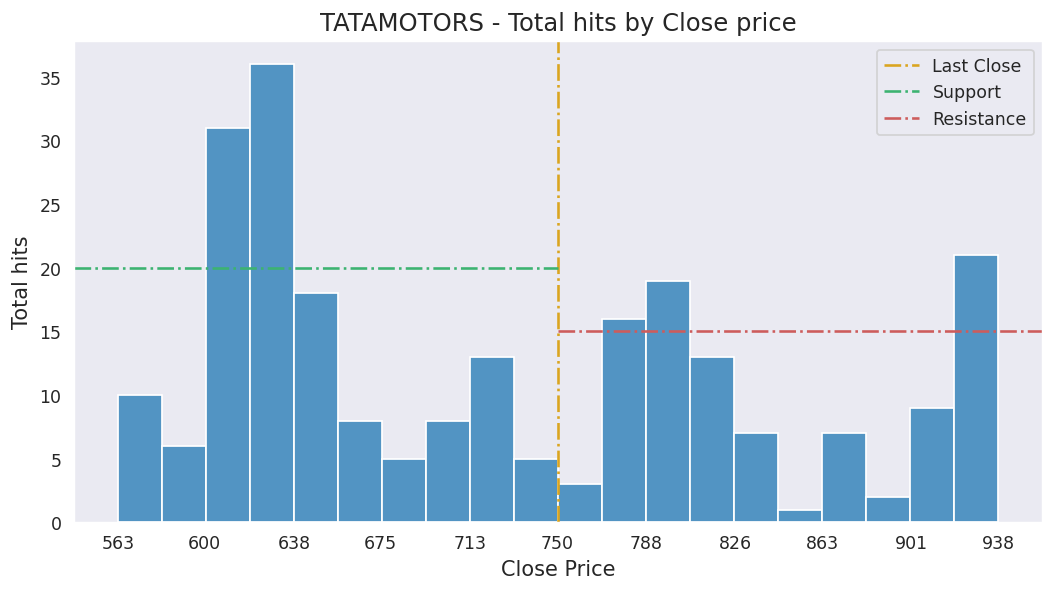 TATAMOTORS - Total hits by Close price
Last Close
Support
Resistance
Total hits
35
30
25
20
15
10
5
0
563 600 638 675 713 750 788 826 863 901 938
Close Price